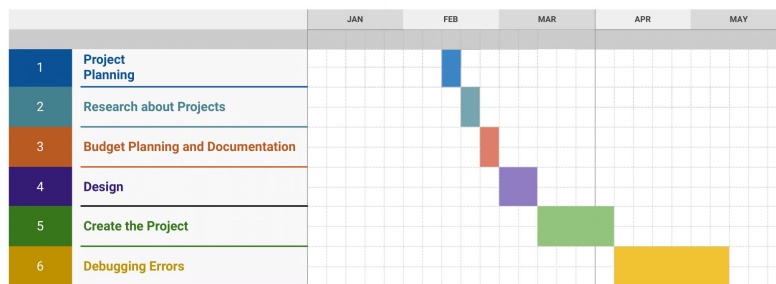 JAN FEB MAR APR MAY
1 Project
Planning
2 Research about Projects
3 Budget Planning and Documentation
4 Design
5 Create the Project
6 Debugging Errors